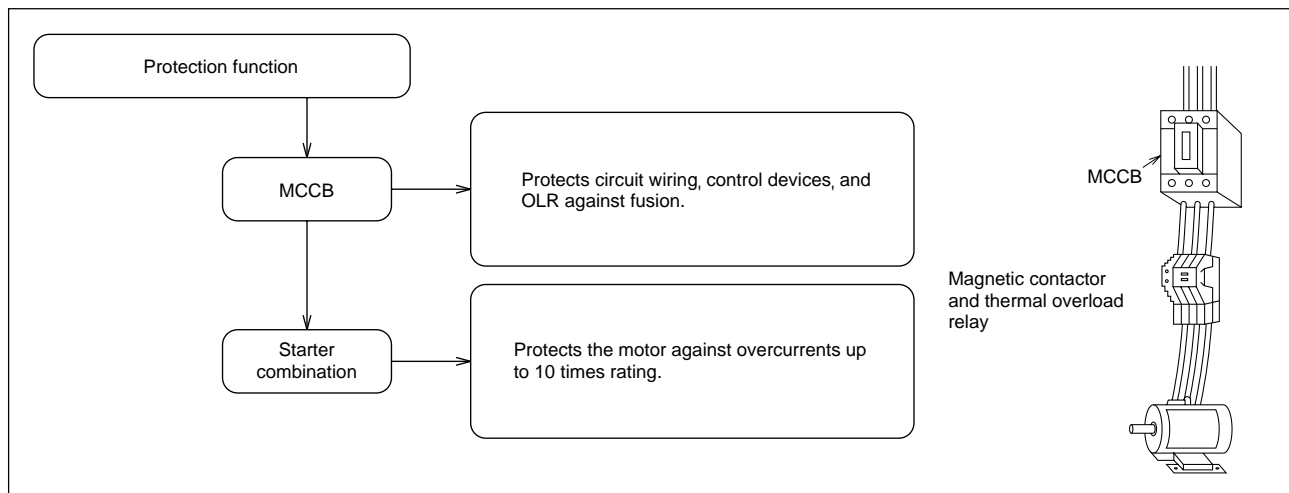 Protection function
MCCB
Protects circuit wiring, control devices, and
OLR against fusion.
Starter
combination
Protects the motor against overcurrents up
to 10 times rating.
MCCB
Magnetic contactor
and thermal overload
relay